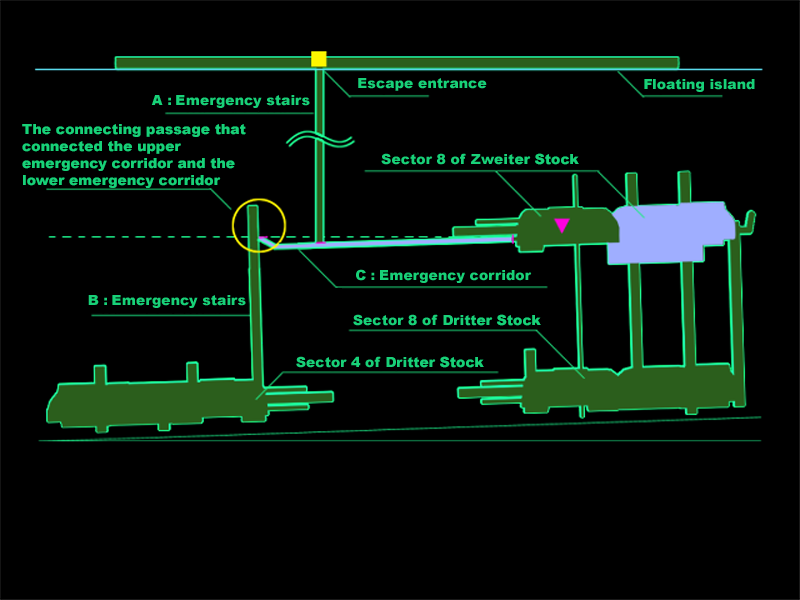 Escape entrance
Floating island
A : Emergency stairs
The connecting passage that
connected the upper
emergency corridor and the
lower emergency corridor
Sector 8 of Zweiter Stock
C : Emergency corridor
B : Emergency stairs
Sector 8 of Dritter Stock
Sector 4 of Dritter Stock